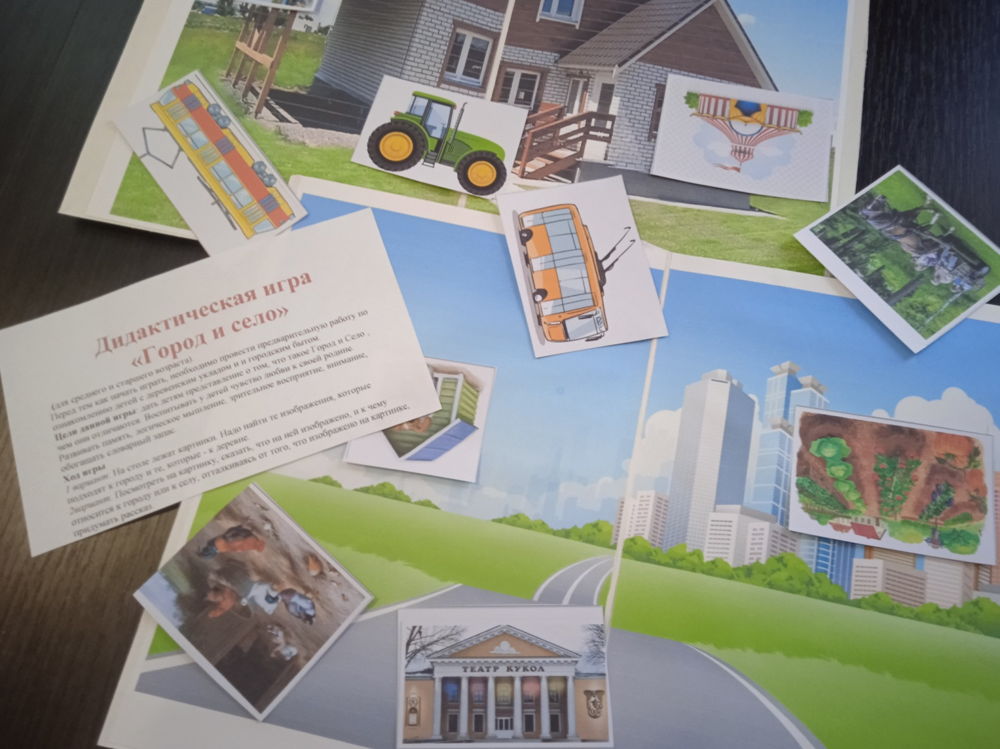 Дидактическая игра
«Город и село»
(для среднего и старшего возраста).
Перед тем как начать играть, необходимо провести предварительную работу по
ознакомлению детей с деревенским укладом и и городским бытом.
Цели данной игры: дать детям представление о том, что такое Город и Село ,
чем они отличаются. Воспитывать у детей чувство любви к своей родине.
Развивать память, логическое мышление, зрительное восприятие, внимание,
обогащать словарный запас.
Ход игры
1 вариант: На столе лежат картинки. Надо найти те изображения, которые
подходят к городу и те, которые - к деревне.
2вариант: Посмотреть на картинку, сказать, что на ней изображено, и к чему
относится к городу или к селу, отталкиваясь от того, что изображено на картинке,
придумать рассказ.
ТЕАТР КУКОЛ